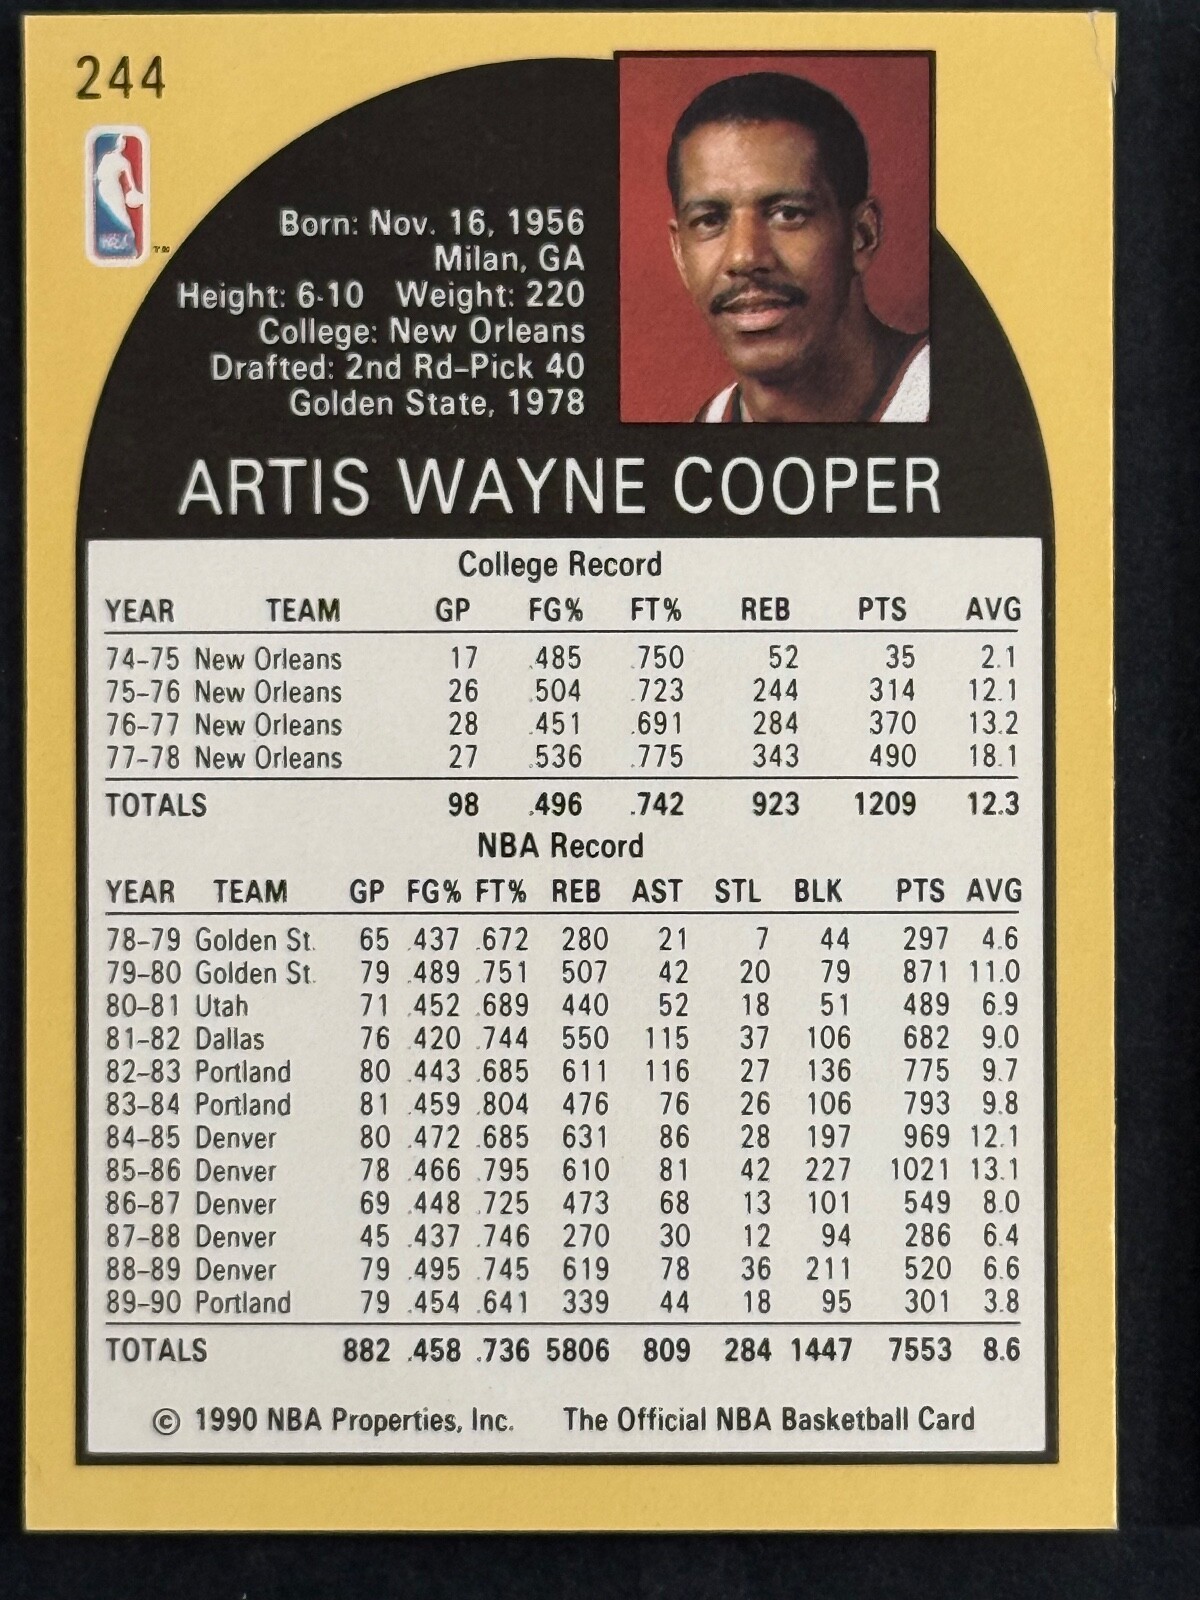 244
TM
Born: Nov. 16, 1956
Milan, GA
Height: 6-10 Weight: 220
College: New Orleans
Drafted: 2nd Rd-Pick 40
Golden State, 1978
ARTIS WAYNE COOPER
College Record
YEAR TEAM GP FG% FT% REB PTS AVG
74-75 New Orleans 17 .485 .750 52 35 2.1
75-76 New Orleans 26 .504 .723 244 314 12.1
76-77 New Orleans 28 .451 .691 284 370 13.2
77-78 New Orleans 27 .536 .775 343 490 18.1
TOTALS 98 .496 .742 923 1209 12.3
NBA Record
YEAR TEAM GP FG% FT% REB AST STL BLK PTS AVG
78-79 Golden St. 65 .437 .672 280 21 7 44 297 4.6
79-80 Golden St. 79 .489 .751 507 42 20 79 871 11.0
80-81 Utah 71 .452 .689 440 52 18 51 489 6.9
81-82 Dallas 76 .420 .744 550 115 37 106 682 9.0
82-83 Portland 80 .443 .685 611 116 27 136 775 9.7
83-84 Portland 81 .459 .804 476 76 26 106 793 9.8
84-85 Denver 80 .472 .685 631 86 28 197 969 12.1
85-86 Denver 78 .466 .795 610 81 42 227 1021 13.1
86-87 Denver 69 .448 .725 473 68 13 101 549 8.0
87-88 Denver 45 .437 .746 270 30 12 94 286 6.4
88-89 Denver 79 .495 .745 619 78 36 211 520 6.6
89-90 Portland 79 .454 .641 339 44 18 95 301 3.8
TOTALS 882 .458 .736 5806 809 284 1447 7553 8.6
© 1990 NBA Properties, Inc. The Official NBA Basketball Card